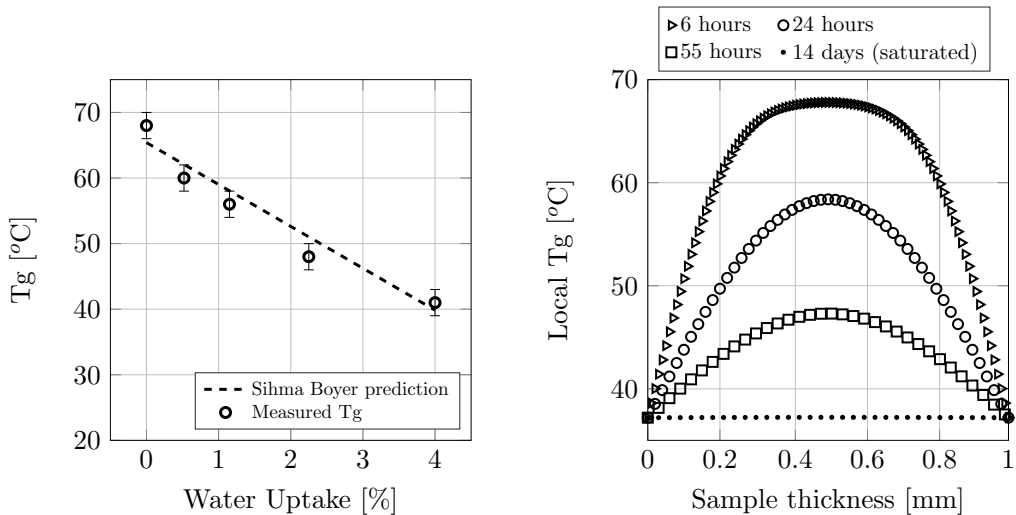 70
60
50
40
30
20
0
1
2
3
4
Tg [°C]
Water Uptake [%]
Sihma Boyer prediction
Measured Tg
6 hours
24 hours
55 hours
14 days (saturated)
70
60
50
40
0
0.2
0.4
0.6
0.8
1
Local Tg [°C]
Sample thickness [mm]